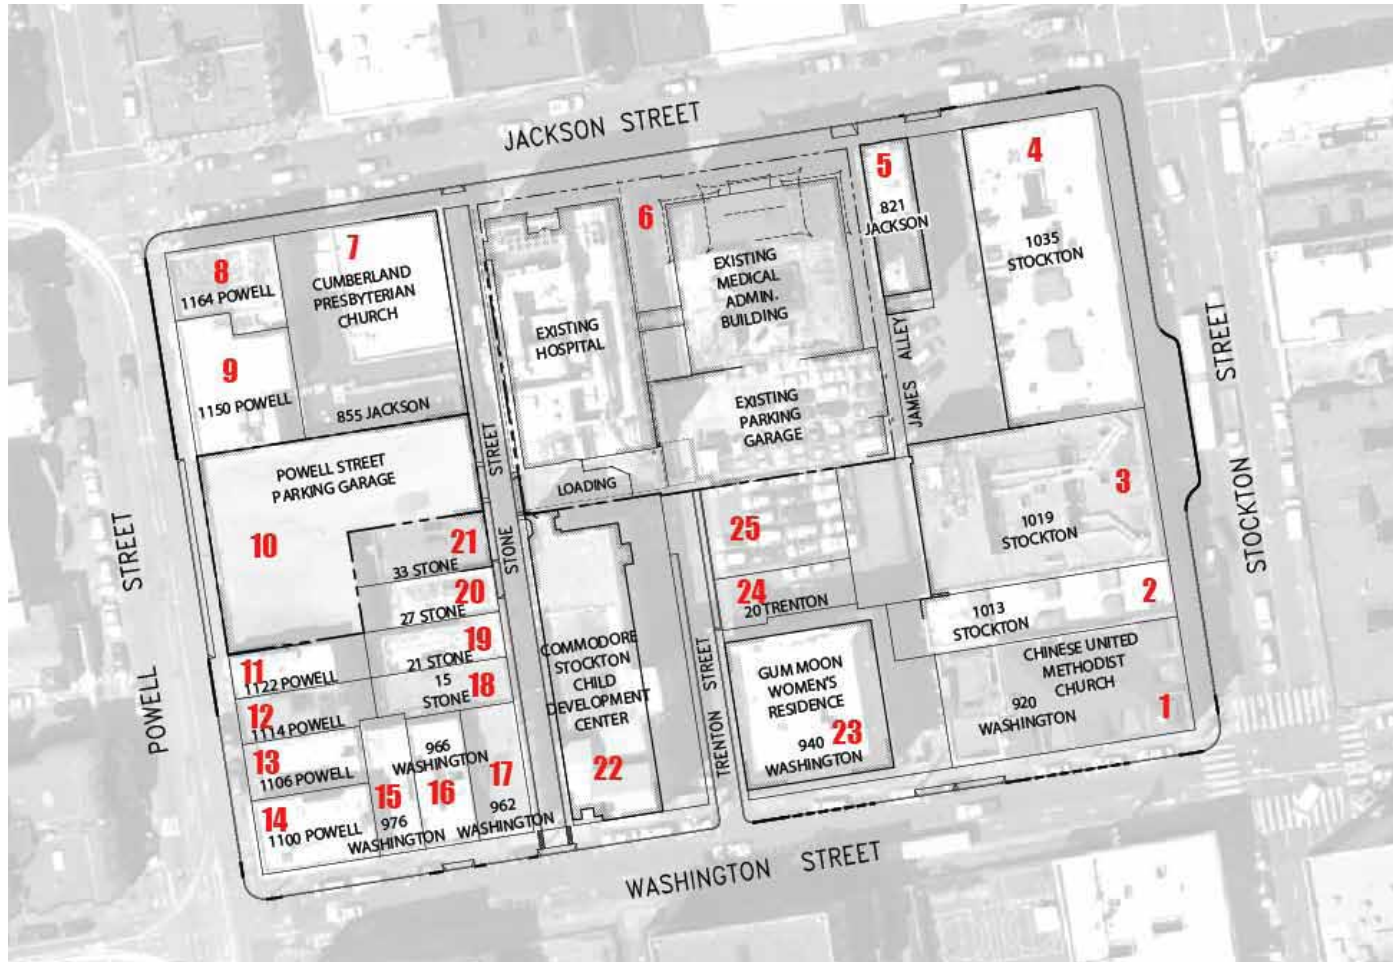 JACKSON STREET
4
5
821
JACKSON
1035
STOCKTON
6
7
CUMBERLAND
PRESBYTERIAN
CHURCH
8
1164 POWELL
EXISTING
MEDICAL
ADMIN.
BUILDING
EXISTING
HOSPITAL
JAMES ALLEY
STOCKTON STREET
9
1150 POWELL
855 JACKSON
EXISTING
PARKING
GARAGE
POWELL STREET
PARKING GARAGE
STONE STREET
LOADING
3
1019
STOCKTON
10
21
33 STONE
25
POWELL STREET
20
27 STONE
24
20 TRENTON
2
1013
STOCKTON
19
21 STONE
11
1122 POWELL
15
STONE
18
COMMODORE
STOCKTON
CHILD
DEVELOPMENT
CENTER
22
TRENTON STREET
GUM MOON
WOMEN'S
RESIDENCE
23
940
WASHINGTON
CHINESE UNITED
METHODIST
CHURCH
920
WASHINGTON
1
12
1114 POWELL
13
1106 POWELL
14
1100 POWELL
15
976
WASHINGTON
966
WASHINGTON
16
17
962
WASHINGTON
WASHINGTON STREET